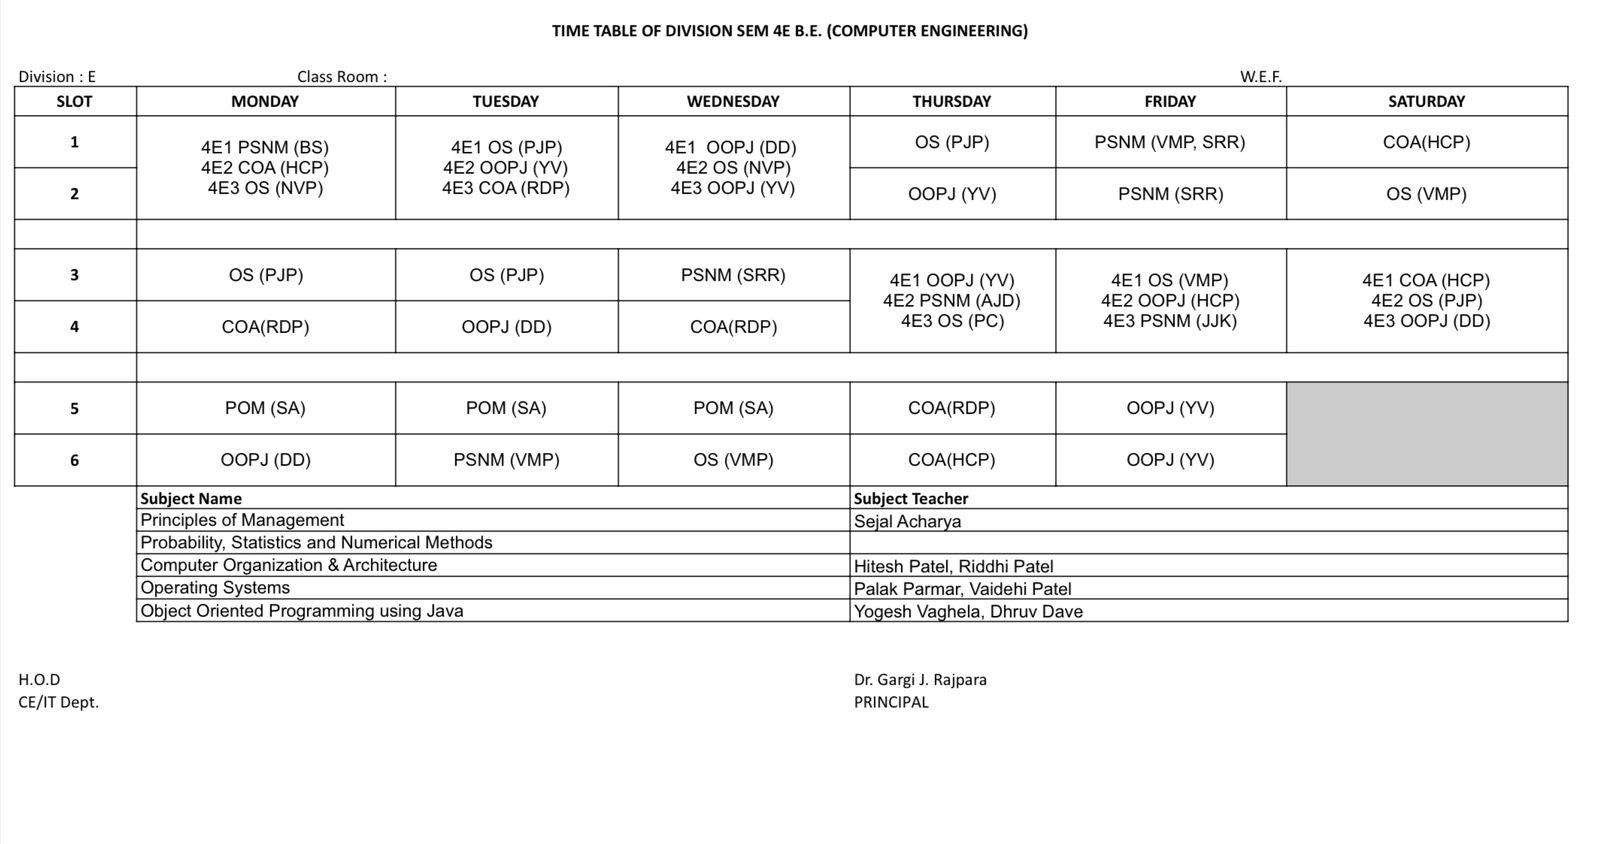 TIME TABLE OF DIVISION SEM 4E B.E. (COMPUTER ENGINEERING)
Division : E Class Room : W.E.F.
SLOT MONDAY TUESDAY WEDNESDAY THURSDAY FRIDAY SATURDAY
1 OS (PJP) PSNM (VMP, SRR) COA(HCP)
4E1 PSNM (BS) 4E1 OS (PJP) 4E1  OOPJ (DD)
4E2 COA (HCP) 4E2 OOPJ (YV) 4E2 OS (NVP)
4E3 OS (NVP) 4E3 COA (RDP) 4E3 OOPJ (YV)
2 OOPJ (YV) PSNM (SRR) OS (VMP)
3 OS (PJP) OS (PJP) PSNM (SRR)
4E1 OOPJ (YV) 4E1 OS (VMP) 4E1 COA (HCP)
4E2 PSNM (AJD) 4E2 OOPJ (HCP) 4E2 OS (PJP)
4E3 OS (PC) 4E3 PSNM (JJK) 4E3 OOPJ (DD)
4 COA(RDP) OOPJ (DD) COA(RDP)
5 POM (SA) POM (SA) POM (SA) COA(RDP) OOPJ (YV)
6 OOPJ (DD) PSNM (VMP) OS (VMP) COA(HCP) OOPJ (YV)
Subject Name Subject Teacher
Principles of Management Sejal Acharya
Probability, Statistics and Numerical Methods
Computer Organization & Architecture Hitesh Patel, Riddhi Patel
Operating Systems Palak Parmar, Vaidehi Patel
Object Oriented Programming using Java Yogesh Vaghela, Dhruv Dave
H.O.D Dr. Gargi J. Rajpara
CE/IT Dept. PRINCIPAL